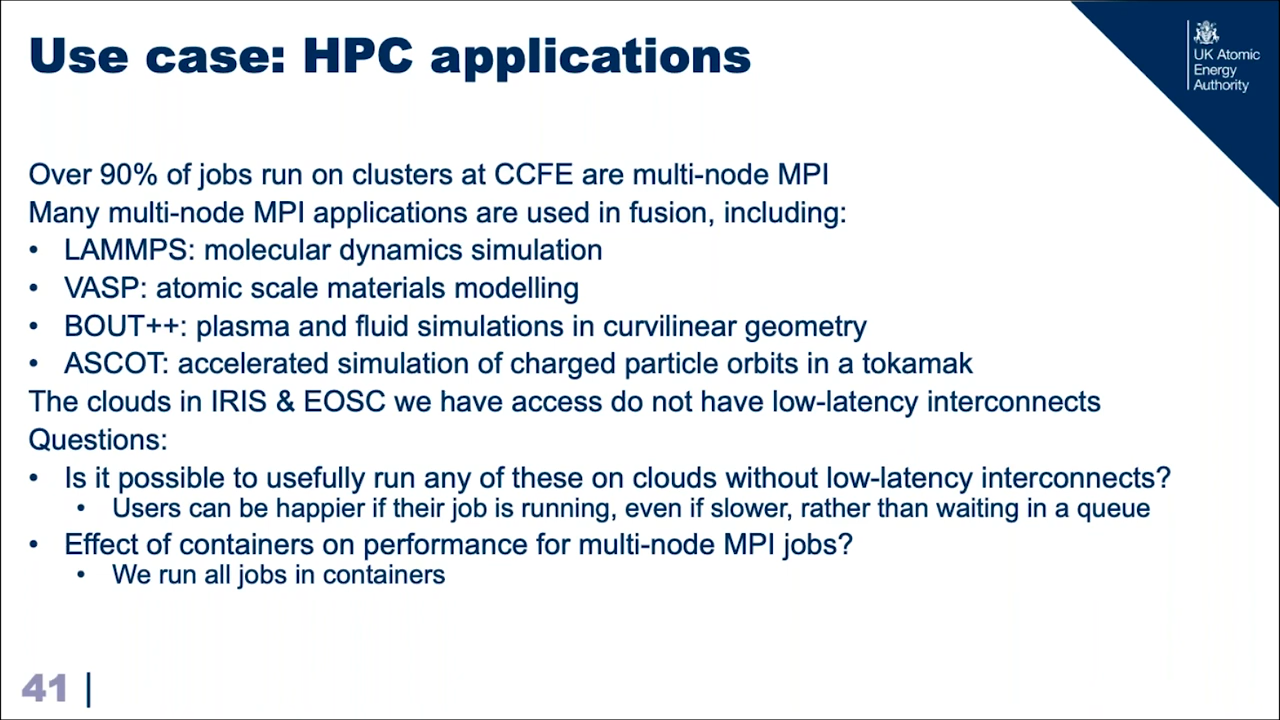 Use case: HPC applications
UK Atomic
Energy
Authority
Over 90% of jobs run on clusters at CCFE are multi-node MPI
Many multi-node MPI applications are used in fusion, including:
• LAMMPS: molecular dynamics simulation
• VASP: atomic scale materials modelling
• BOUT++: plasma and fluid simulations in curvilinear geometry
• ASCOT: accelerated simulation of charged particle orbits in a tokamak
The clouds in IRIS & EOSC we have access do not have low-latency interconnects
Questions:
• Is it possible to usefully run any of these on clouds without low-latency interconnects?
• Users can be happier if their job is running, even if slower, rather than waiting in a queue
• Effect of containers on performance for multi-node MPI jobs?
• We run all jobs in containers
41 |